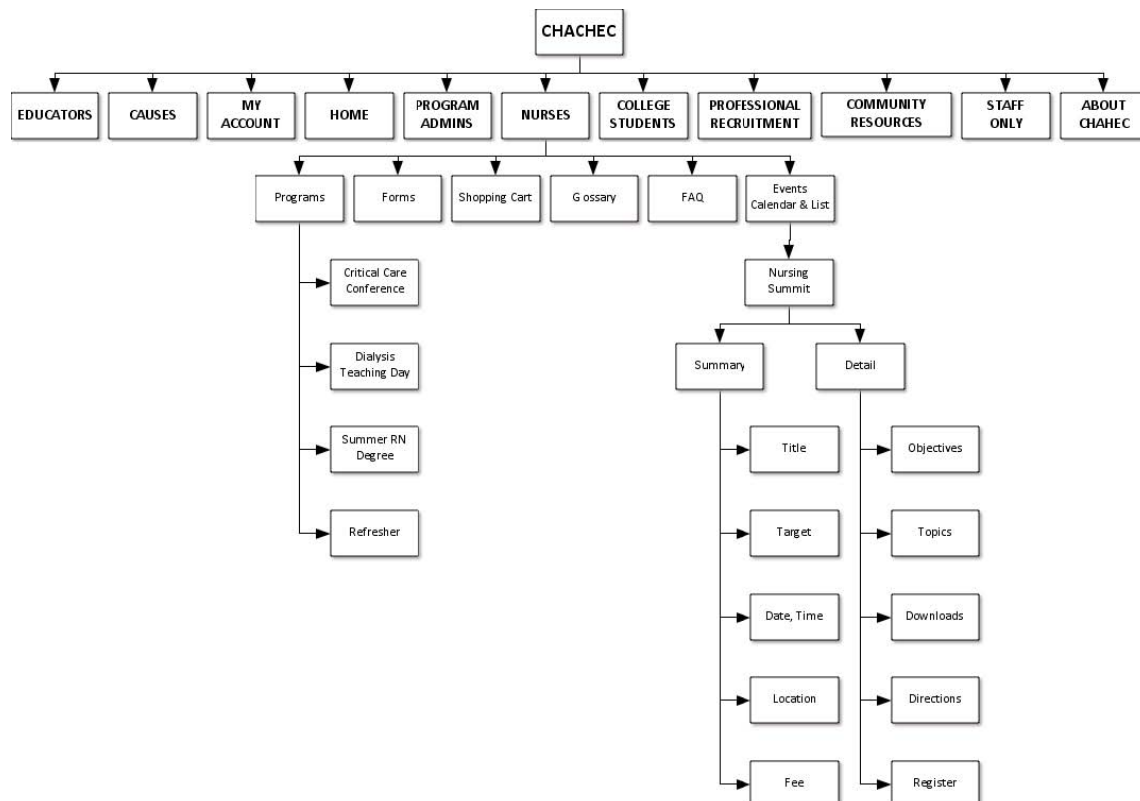 CHACHEC
EDUCATORS
CAUSES
MY
ACCOUNT
HOME
PROGRAM
ADMINS
NURSES
COLLEGE
STUDENTS
PROFESSIONAL
RECRUITMENT
COMMUNITY
RESOURCES
STAFF
ONLY
ABOUT
CHAHEC
Programs
Forms
Shopping Cart
Glossary
FAQ
Events
Calendar & List
Critical Care
Conference
Nursing
Summit
Dialysis
Teaching Day
Summary
Detail
Summer RN
Degree
Title
Objectives
Refresher
Target
Topics
Date, Time
Downloads
Location
Directions
Fee
Register